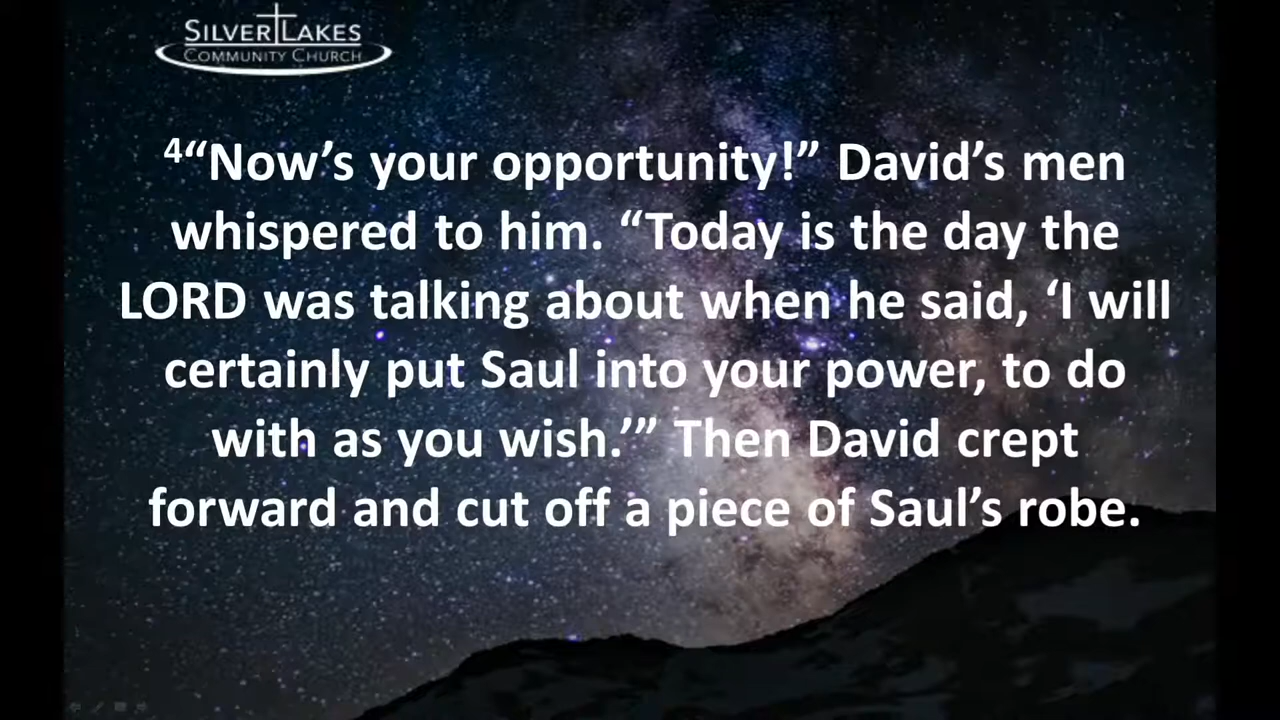 SILVER LAKES
COMMUNITY CHURCH
4“Now’s your opportunity!” David’s men
whispered to him. “Today is the day the
LORD was talking about when he said, ‘I will
certainly put Saul into your power, to do
with as you wish.’” Then David crept
forward and cut off a piece of Saul’s robe.